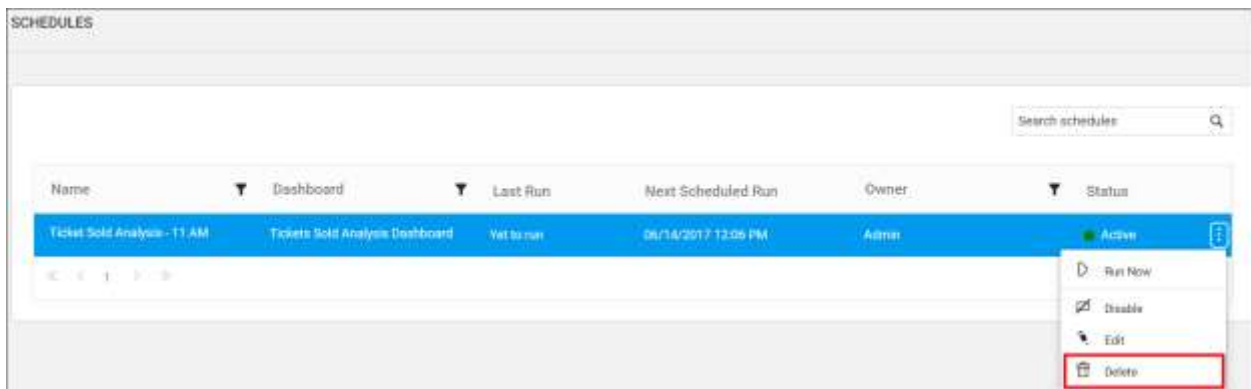 SCHEDULES
Search schedules
Name Dashboard Last Run Next Scheduled Run Owner Status
Ticket Sold Analysis - 11 AM Tickets Sold Analysis Dashboard Yet to run 06/14/2017 12:06 PM Admin Active
1
Run Now
Disable
Edit
Delete